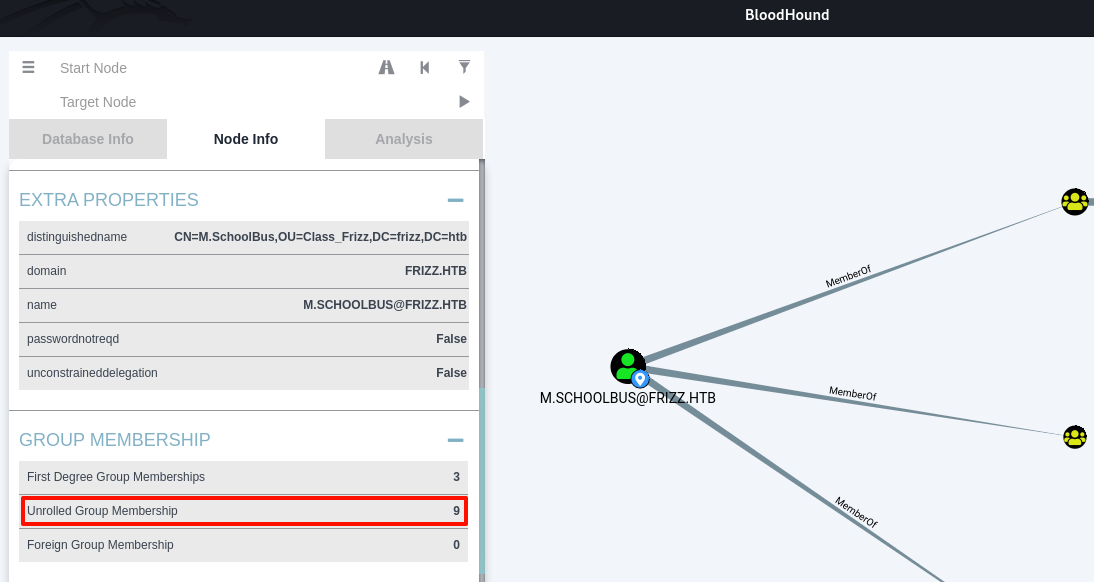 BloodHound
Start Node
Target Node
Database Info Node Info Analysis
EXTRA PROPERTIES
distinguishedname CN=M.SchoolBus,OU=Class_Frizz,DC=frizz,DC=htb
domain FRIZZ.HTB
name M.SCHOOLBUS@FRIZZ.HTB
passwordnotreqd False
unconstraineddelegation False
GROUP MEMBERSHIP
First Degree Group Memberships 3
Unrolled Group Membership 9
Foreign Group Membership 0
MemberOf
MemberOf
M.SCHOOLBUS@FRIZZ.HTB
MemberOf